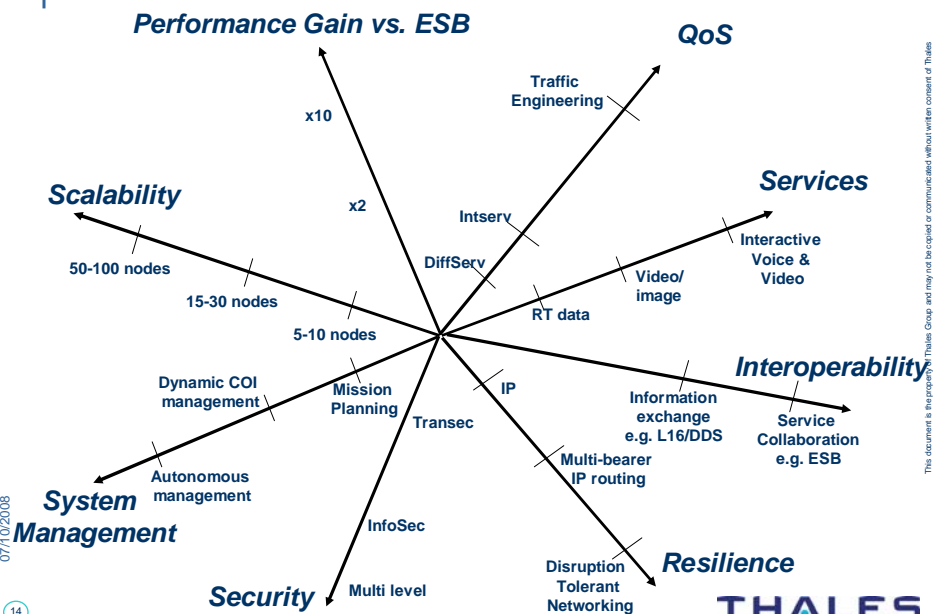 Performance Gain vs. ESB
QoS
Traffic
Engineering
x10
Scalability
Services
x2
Intserv
50-100 nodes
DiffServ
Interactive
Voice &
Video
Video/
image
15-30 nodes
RT data
5-10 nodes
Interoperability
Dynamic COI
management
Mission
Planning
IP
Information
exchange
e.g. L16/DDS
Transec
Service
Collaboration
e.g. ESB
Multi-bearer
IP routing
Autonomous
management
System
Management
InfoSec
Disruption
Tolerant
Networking
Resilience
Security
Multi level
THALES
07/10/2008
14
This document is the property of Thales Group and may not be copied or communicated without written consent of Thales